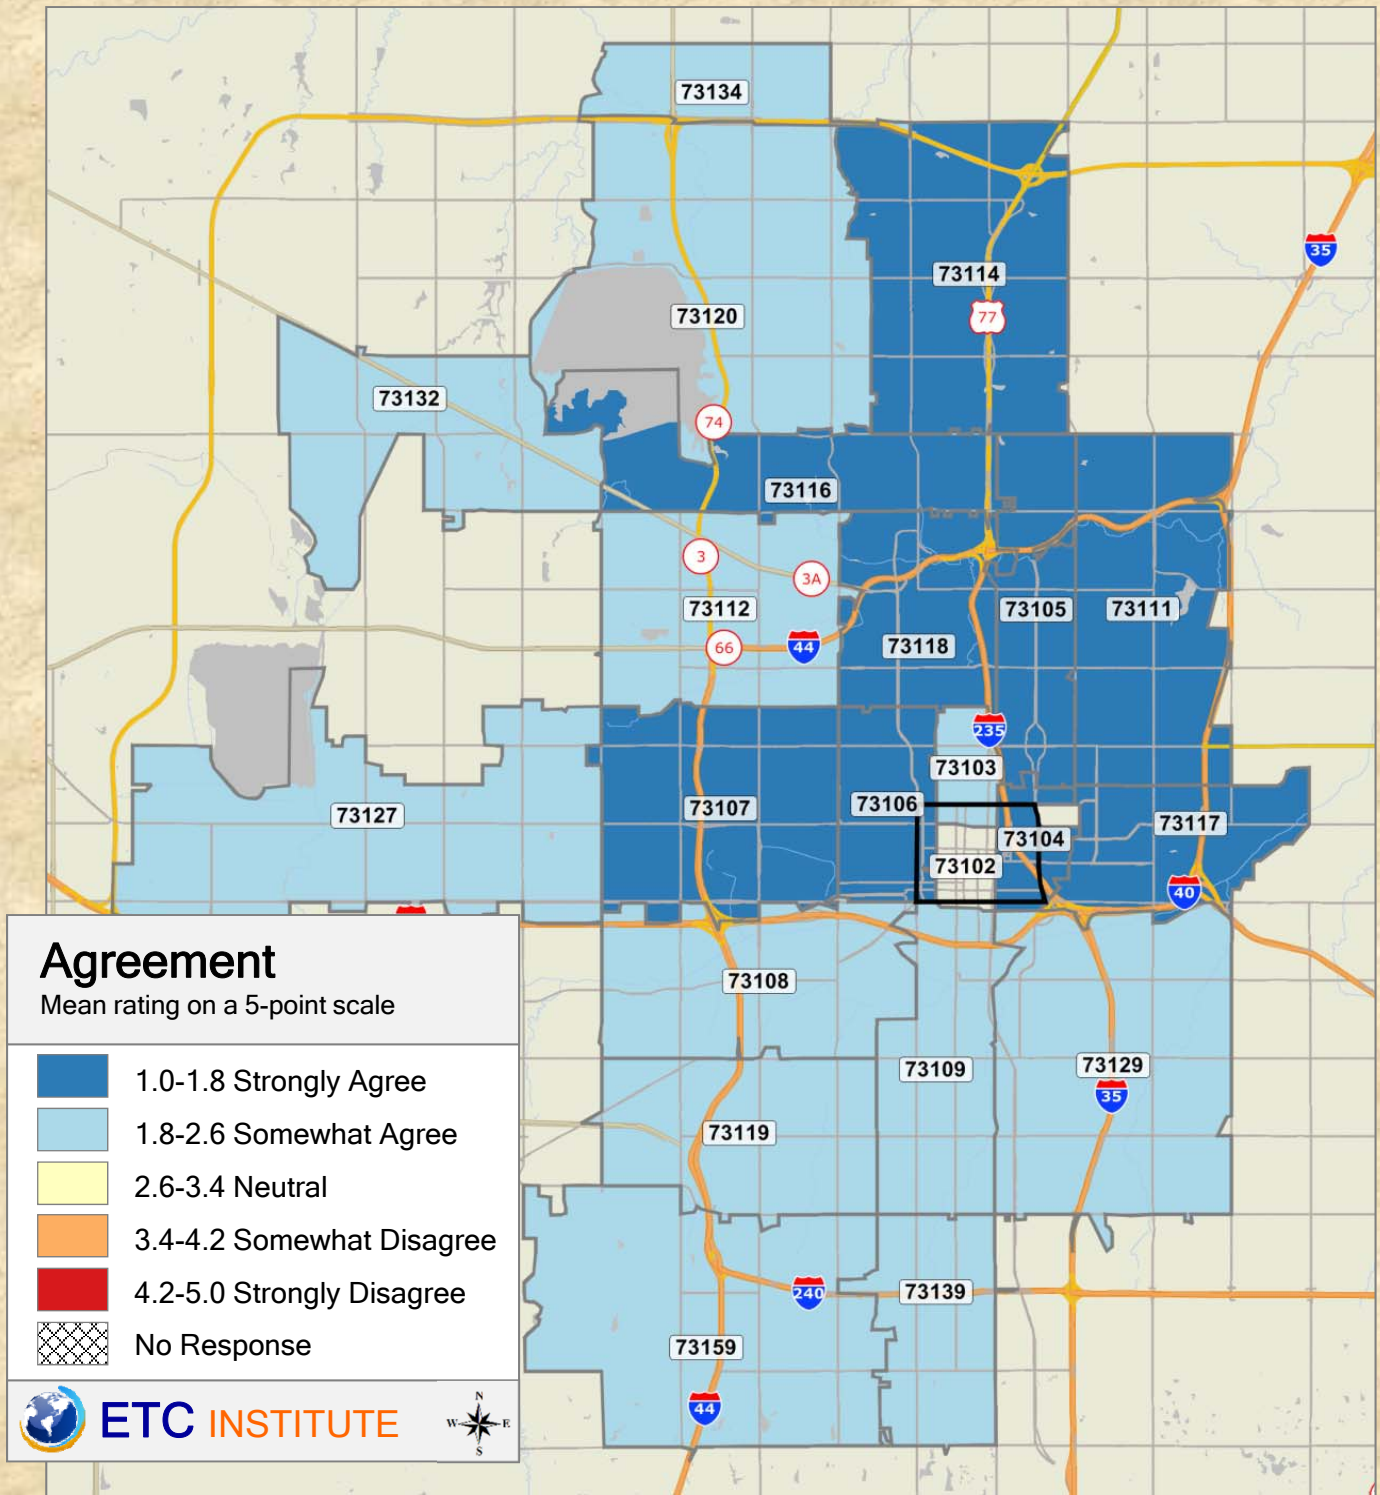 73134
35
73114
77
73120
73132
74
73116
3
3A
73112
73105
73111
66
44
73118
235
73103
73106
73107
73127
73117
73104
73102
40
73108
73129
73109
35
73119
240
73139
73159
44
Agreement
Mean rating on a 5-point scale
1.0-1.8 Strongly Agree
1.8-2.6 Somewhat Agree
2.6-3.4 Neutral
3.4-4.2 Somewhat Disagree
4.2-5.0 Strongly Disagree
No Response
ETC INSTITUTE
N
W E
S